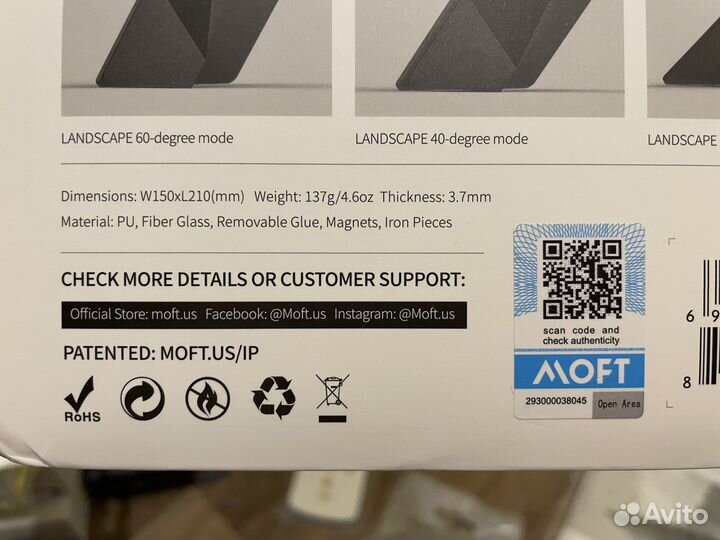 LANDSCAPE 60-degree mode
LANDSCAPE 40-degree mode
LANDSCAPE
Dimensions: W150xL210(mm) Weight: 137g/4.6oz Thickness: 3.7mm
Material: PU, Fiber Glass, Removable Glue, Magnets, Iron Pieces
CHECK MORE DETAILS OR CUSTOMER SUPPORT:
Official Store: moft.us Facebook: @Moft.us Instagram: @Moft.us
PATENTED: MOFT.US/IP
RoHS
scan code and
check authenticity
MOFT
293000038045
Open Area
6 9
8
Avito